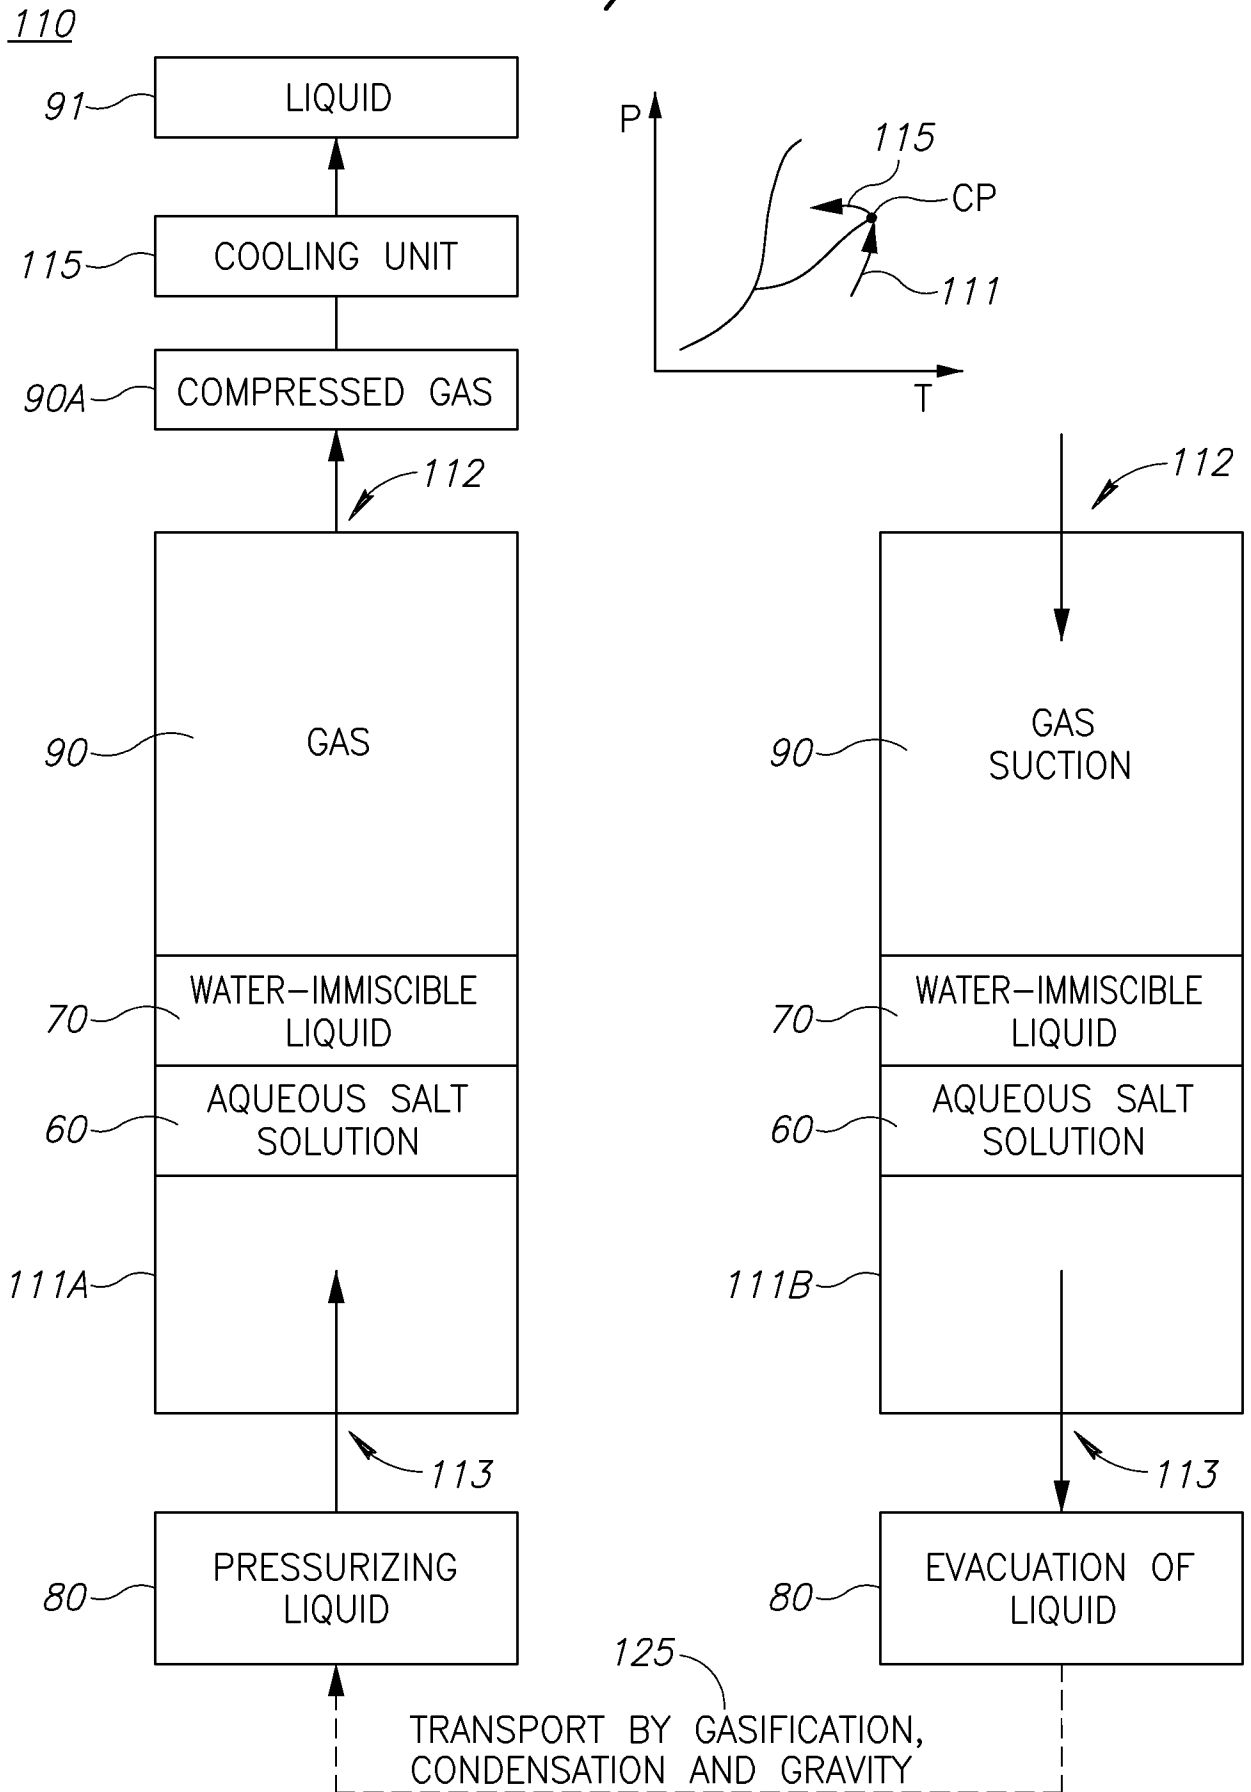 110
91
LIQUID
P
115
CP
115
COOLING UNIT
111
90A
COMPRESSED GAS
T
112
112
90
GAS
90
GAS
SUCTION
70
WATER-IMMISCIBLE
LIQUID
70
WATER-IMMISCIBLE
LIQUID
60
AQUEOUS SALT
SOLUTION
60
AQUEOUS SALT
SOLUTION
111A
111B
113
113
80
PRESSURIZING
LIQUID
80
EVACUATION OF
LIQUID
125
TRANSPORT BY GASIFICATION,
CONDENSATION AND GRAVITY